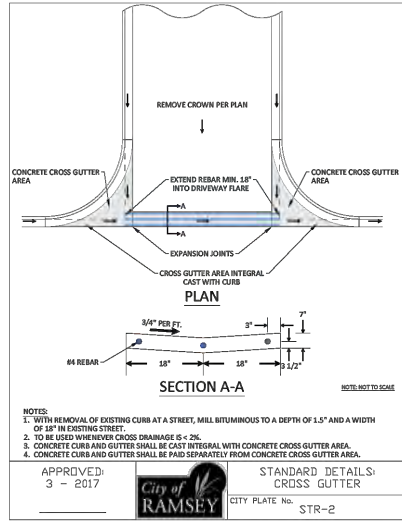 REMOVE CROWN PER PLAN
CONCRETE CROSS GUTTER
AREA
EXTEND REBAR MIN. 18"
INTO DRIVEWAY FLARE
CONCRETE CROSS GUTTER
AREA
A
A
EXPANSION JOINTS
CROSS GUTTER AREA INTEGRAL
CAST WITH CURB
PLAN
3/4" PER FT.
3"
7"
#4 REBAR
18"
18"
3 1/2"
SECTION A-A
NOTE: NOT TO SCALE
NOTES:
1. WITH REMOVAL OF EXISTING CURB AT A STREET, MILL BITUMINOUS TO A DEPTH OF 1.5" AND A WIDTH
OF 18" IN EXISTING STREET.
2. TO BE USED WHENEVER CROSS DRAINAGE IS < 2%.
3. CONCRETE CURB AND GUTTER SHALL BE CAST INTEGRAL WITH CONCRETE CROSS GUTTER AREA.
4. CONCRETE CURB AND GUTTER SHALL BE PAID SEPARATELY FROM CONCRETE CROSS GUTTER AREA.
APPROVED:
3 - 2017
City of
RAMSEY
STANDARD DETAILS:
CROSS GUTTER
CITY PLATE No.
STR-2